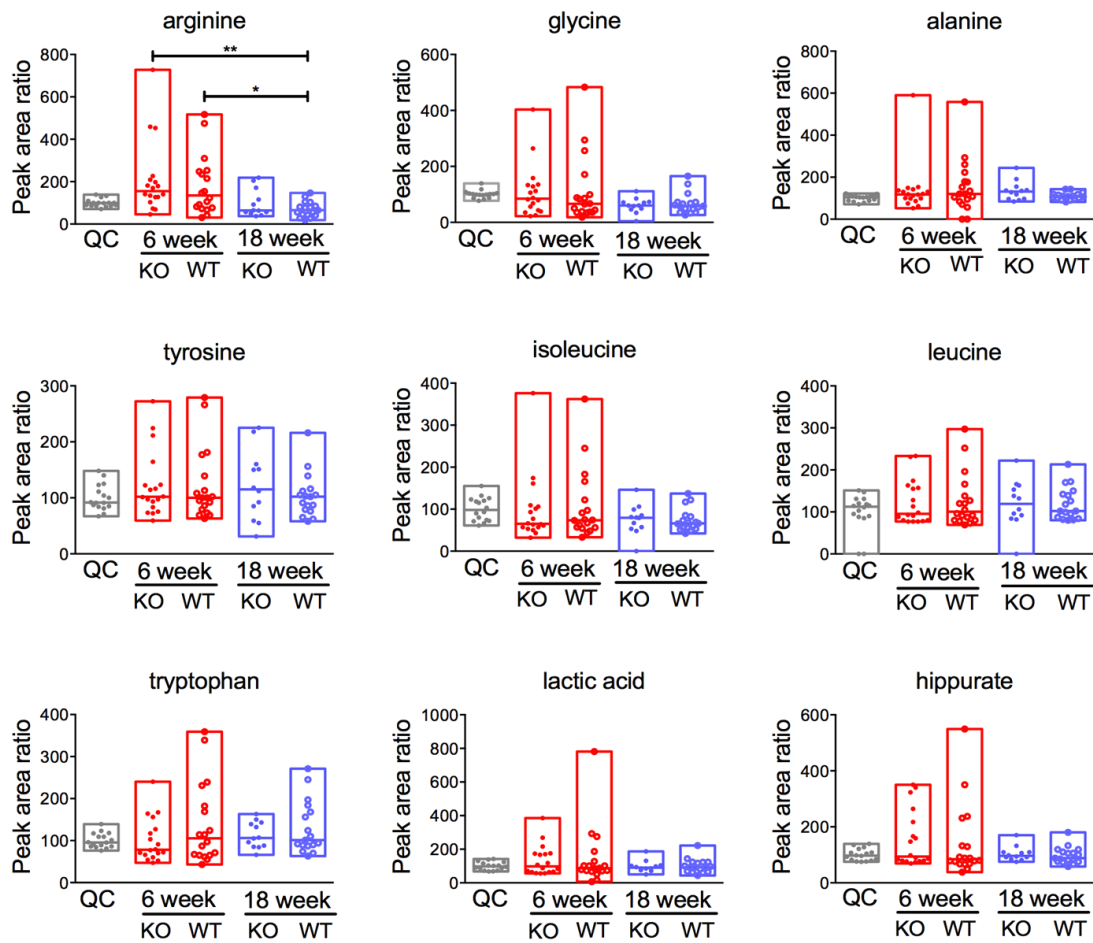 arginine
Peak area ratio
800
600
400
200
0
**
*
QC
6 week
18 week
KO
WT
KO
WT
glycine
Peak area ratio
600
400
200
0
QC
6 week
18 week
KO
WT
KO
WT
alanine
Peak area ratio
800
600
400
200
0
QC
6 week
18 week
KO
WT
KO
WT
tyrosine
Peak area ratio
300
200
100
0
QC
6 week
18 week
KO
WT
KO
WT
isoleucine
Peak area ratio
400
300
200
100
0
QC
6 week
18 week
KO
WT
KO
WT
leucine
Peak area ratio
400
300
200
100
0
QC
6 week
18 week
KO
WT
KO
WT
tryptophan
Peak area ratio
400
300
200
100
0
QC
6 week
18 week
KO
WT
KO
WT
lactic acid
Peak area ratio
1000
800
600
400
200
0
QC
6 week
18 week
KO
WT
KO
WT
hippurate
Peak area ratio
600
400
200
0
QC
6 week
18 week
KO
WT
KO
WT